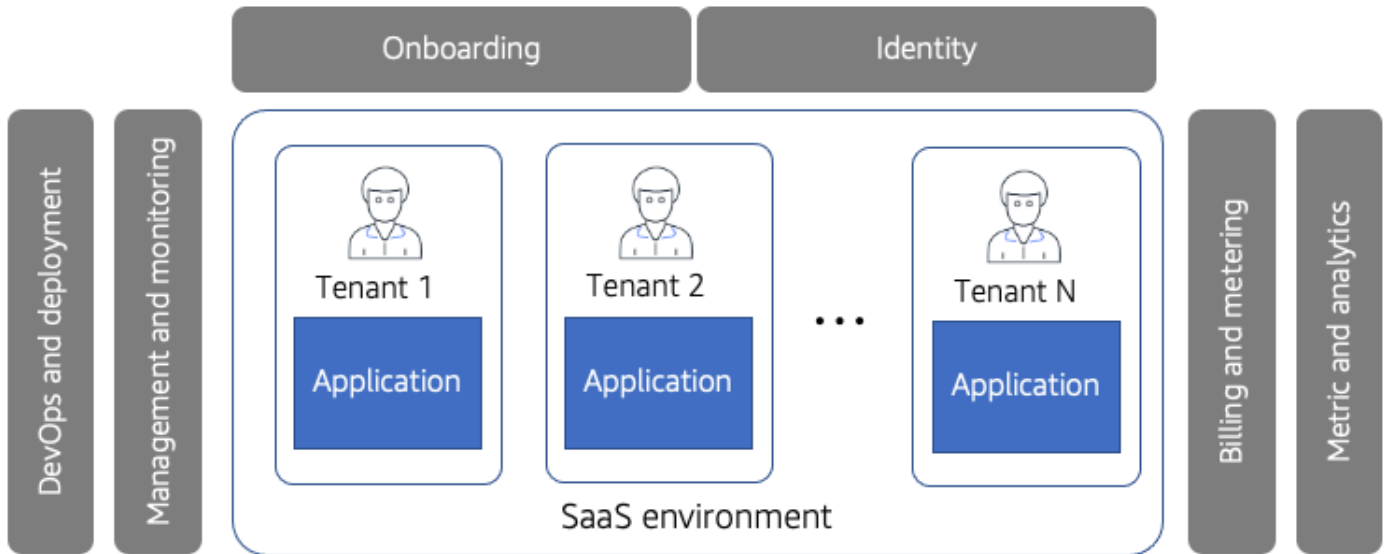 Onboarding
Identity
DevOps and deployment
Management and monitoring
Tenant 1
Application
Tenant 2
Application
...
Tenant N
Application
SaaS environment
Billing and metering
Metric and analytics